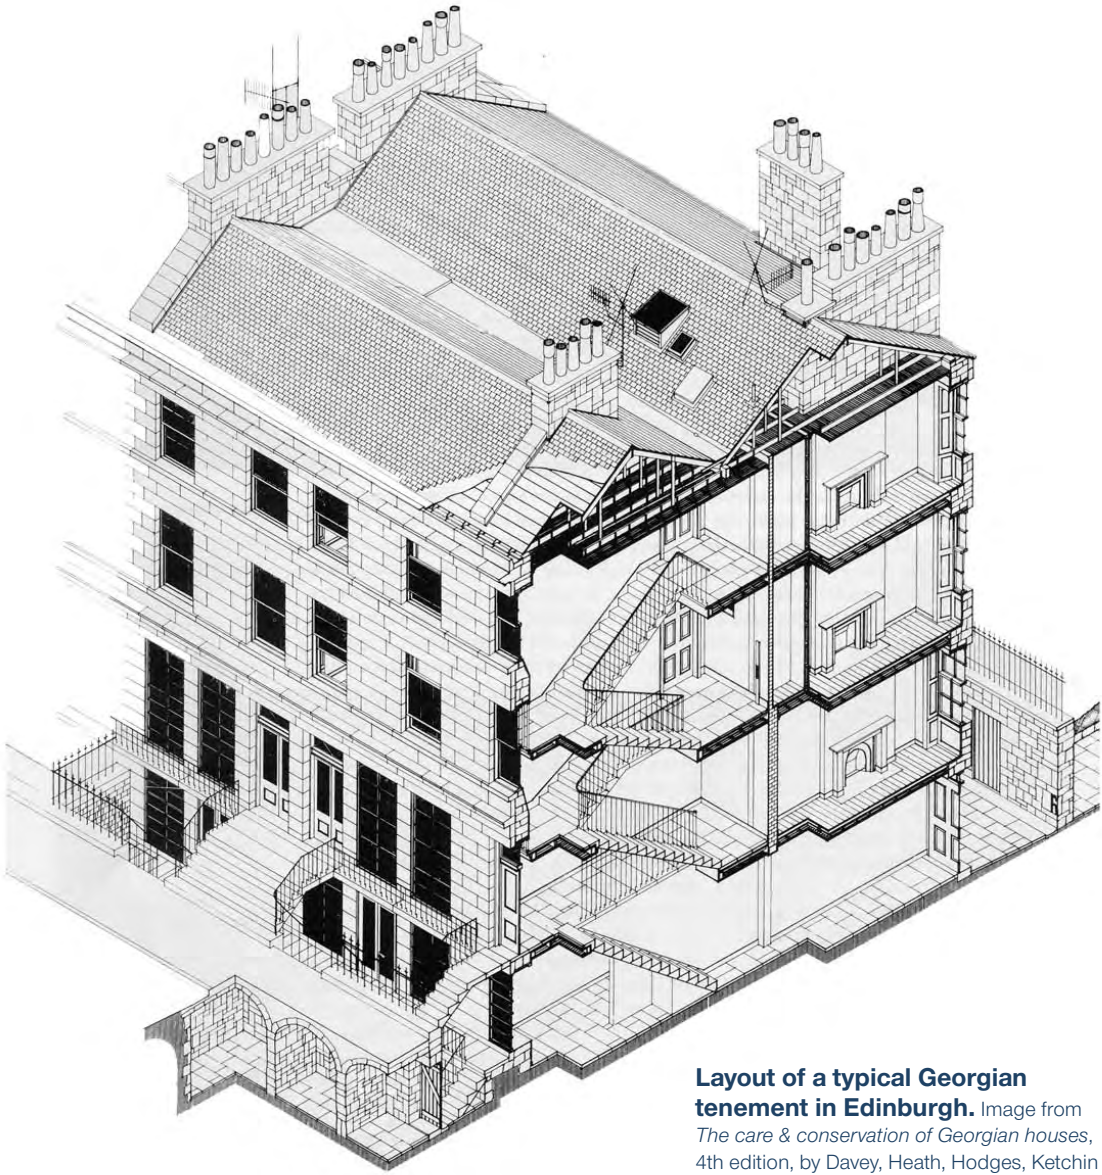 Layout of a typical Georgian
tenement in Edinburgh. Image from
The care & conservation of Georgian houses,
4th edition, by Davey, Heath, Hodges, Ketchin